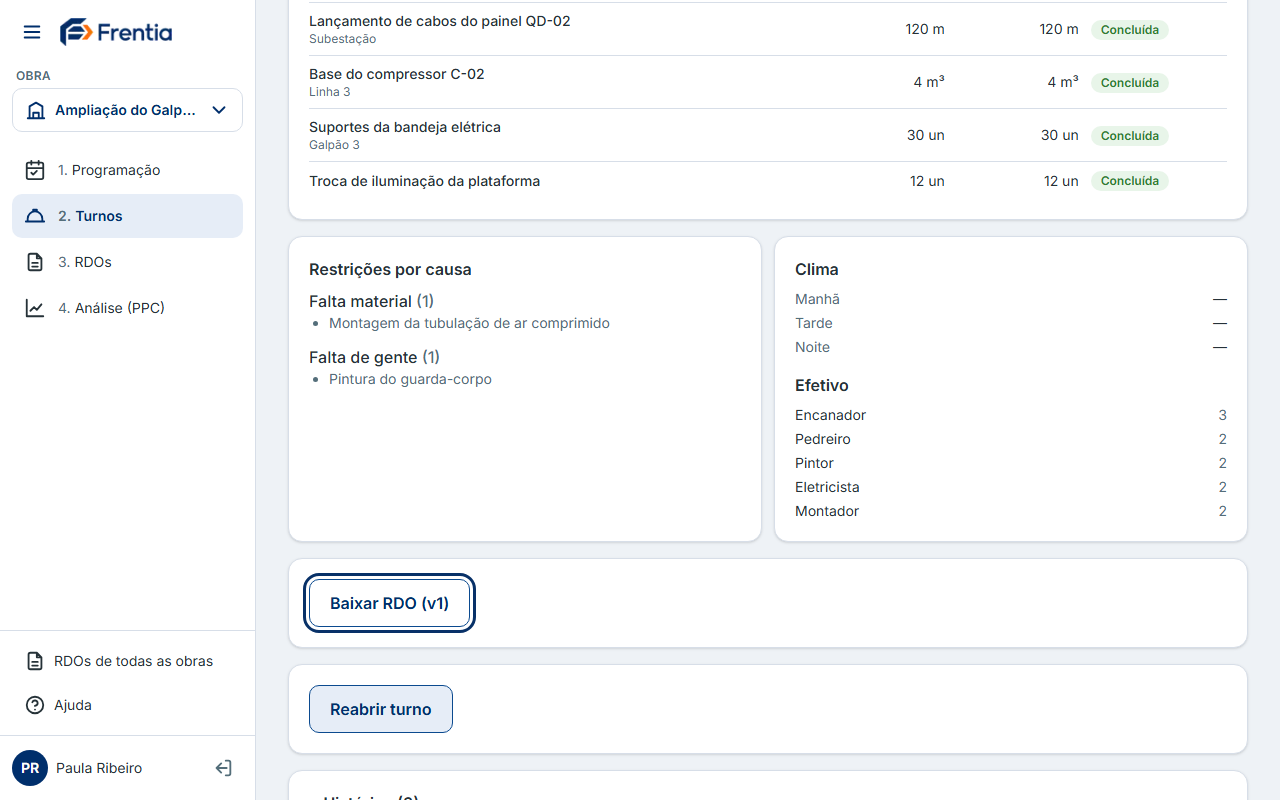 Frentia
OBRA
Ampliação do Galp...
1. Programação
2. Turnos
3. RDOs
4. Análise (PPC)
RDOs de todas as obras
Ajuda
PR
Paula Ribeiro
Lançamento de cabos do painel QD-02
Subestação
120 m
120 m
Concluída
Base do compressor C-02
Linha 3
4 m³
4 m³
Concluída
Suportes da bandeja elétrica
Galpão 3
30 un
30 un
Concluída
Troca de iluminação da plataforma
12 un
12 un
Concluída
Restrições por causa
Falta material (1)
• Montagem da tubulação de ar comprimido
Falta de gente (1)
• Pintura do guarda-corpo
Clima
Manhã —
Tarde —
Noite —
Efetivo
Encanador 3
Pedreiro 2
Pintor 2
Eletricista 2
Montador 2
Baixar RDO (v1)
Reabrir turno